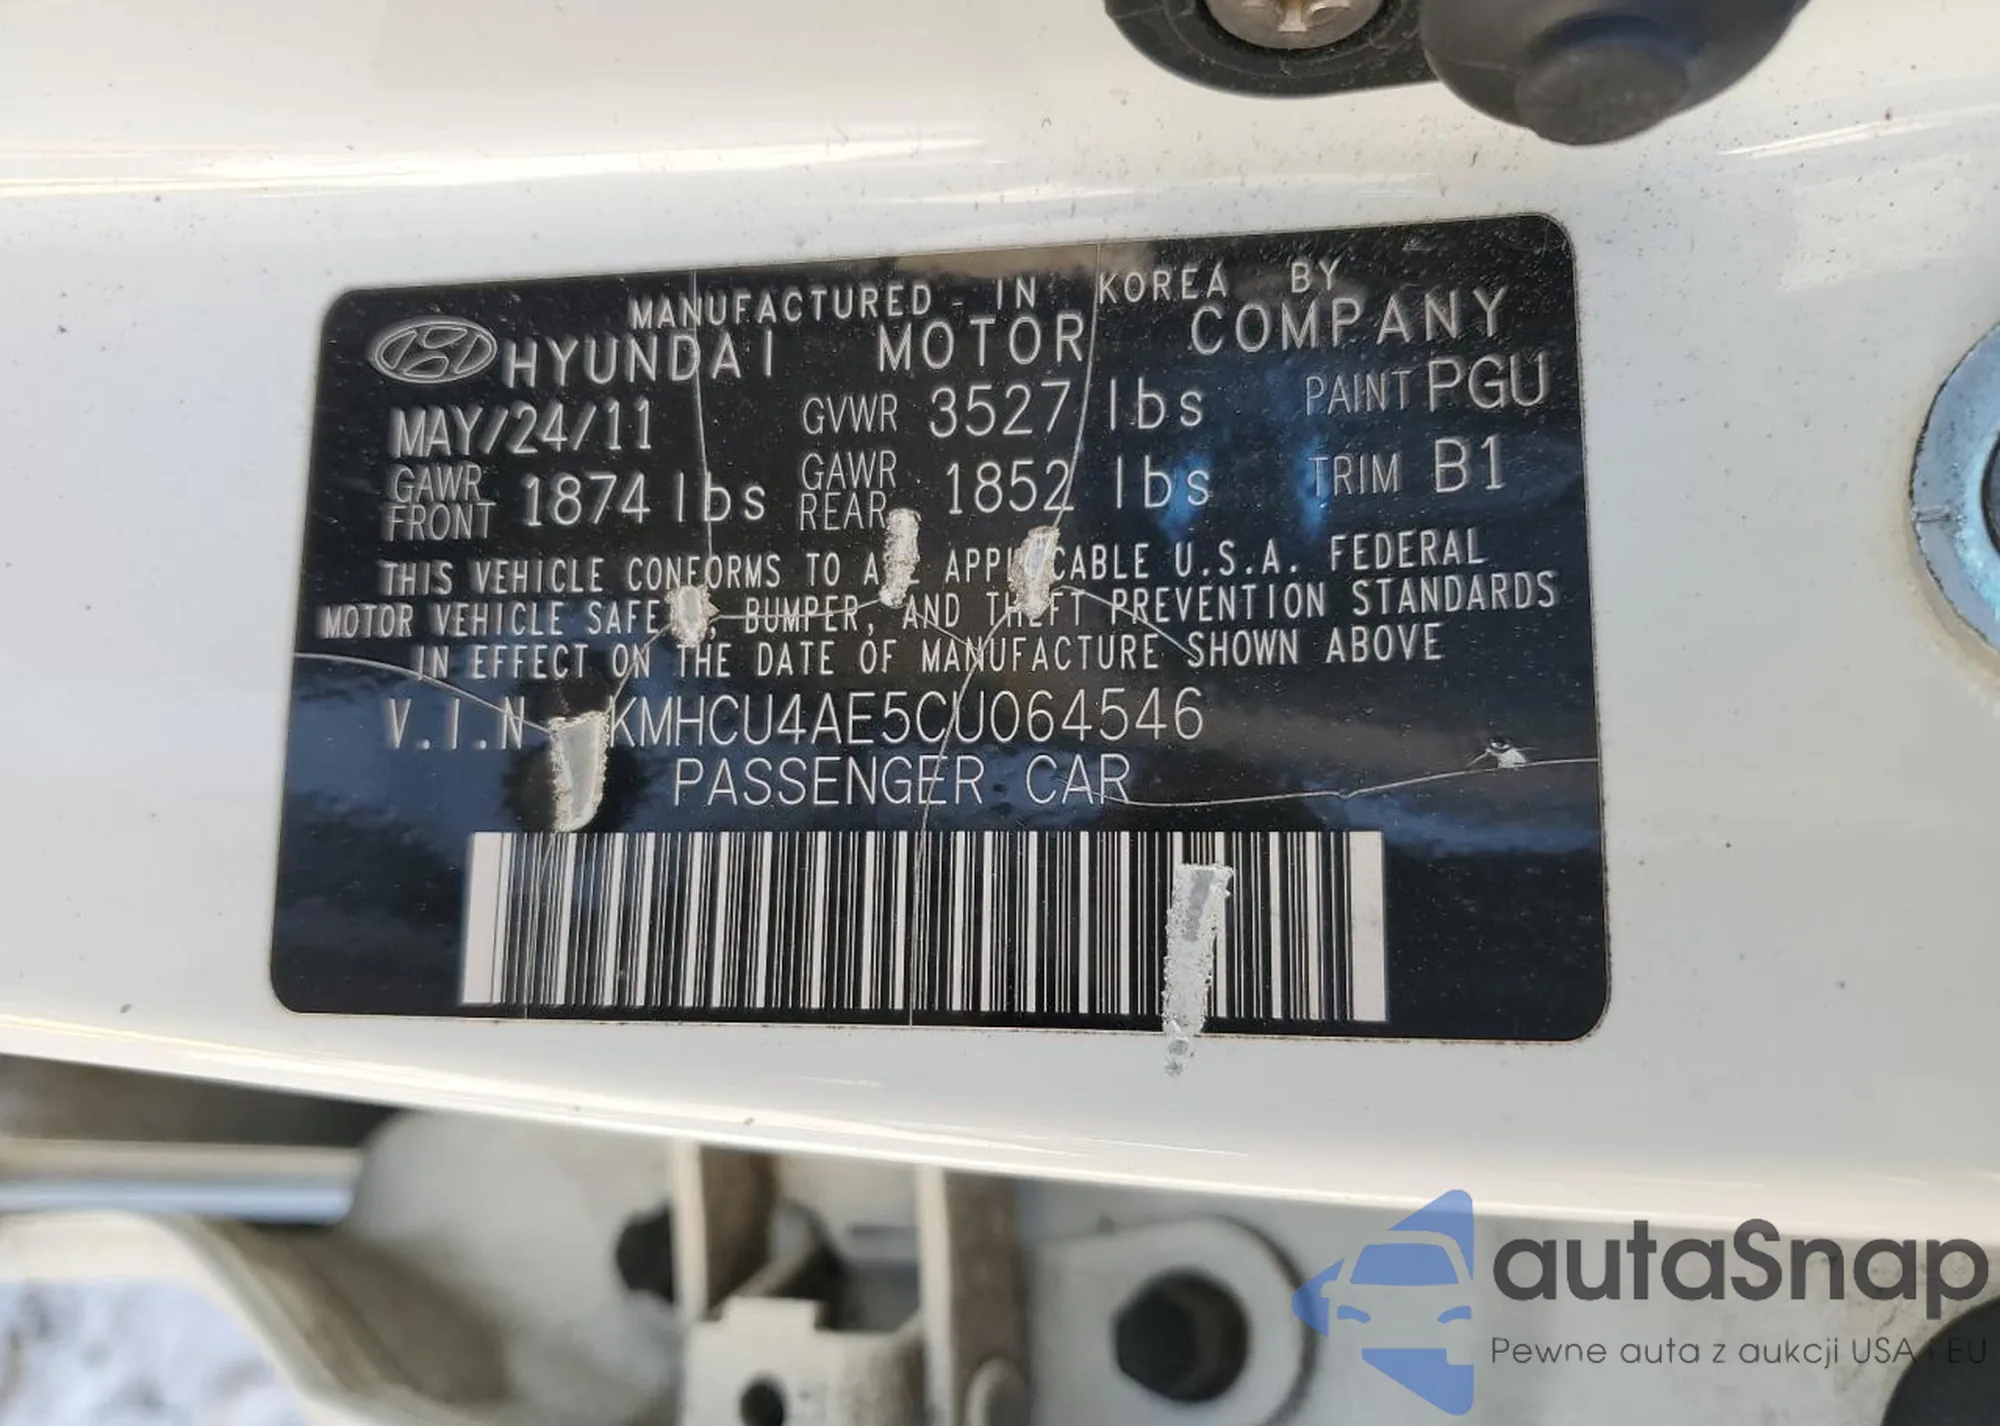 MANUFACTURED IN KOREA BY
HYUNDAI MOTOR COMPANY
MAY/24/11 GVWR 3527 lbs PAINT PGU
GAWR FRONT 1874 lbs GAWR REAR 1852 lbs TRIM B1
THIS VEHICLE CONFORMS TO ALL APPLICABLE U.S.A. FEDERAL
MOTOR VEHICLE SAFETY, BUMPER, AND THEFT PREVENTION STANDARDS
IN EFFECT ON THE DATE OF MANUFACTURE SHOWN ABOVE
V.I.N KMHCU4AE5CU064546
PASSENGER CAR
autaSnap
Pewne auta z aukcji USA i EU